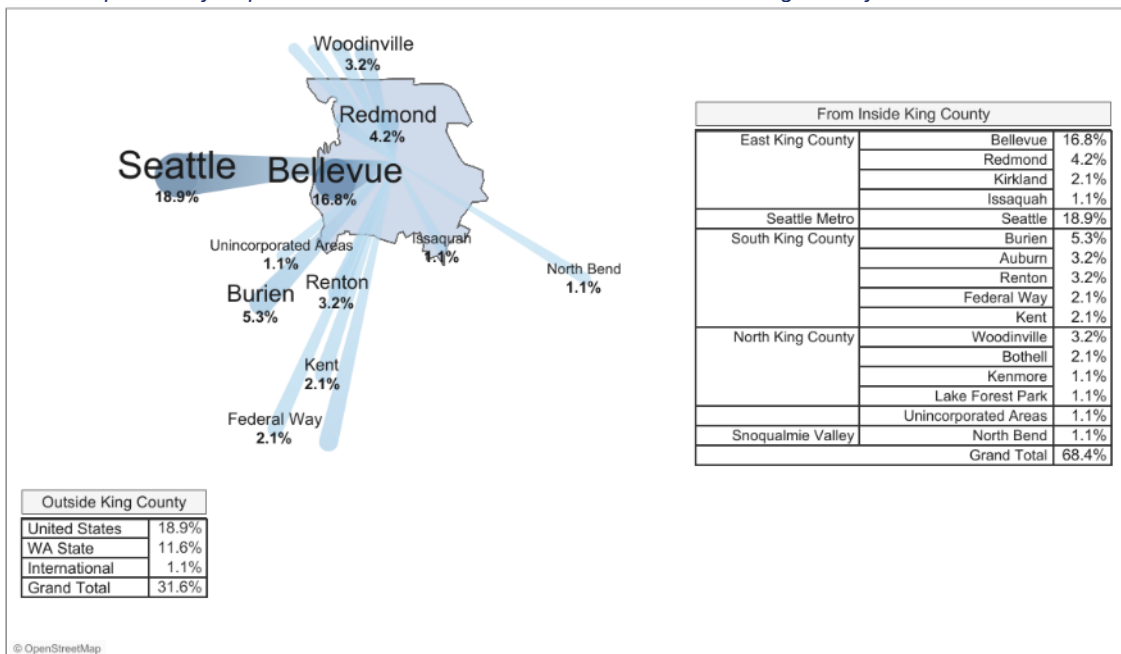 Woodinville
3.2%
Redmond
4.2%
Seattle
18.9%
Bellevue
16.8%
Unincorporated Areas
1.1%
Issaquah
1.1%
North Bend
1.1%
Burien
5.3%
Renton
3.2%
Kent
2.1%
Federal Way
2.1%
From Inside King County
East King County Bellevue 16.8%
Redmond 4.2%
Kirkland 2.1%
Issaquah 1.1%
Seattle Metro Seattle 18.9%
South King County Burien 5.3%
Auburn 3.2%
Renton 3.2%
Federal Way 2.1%
Kent 2.1%
North King County Woodinville 3.2%
Bothell 2.1%
Kenmore 1.1%
Lake Forest Park 1.1%
Unincorporated Areas 1.1%
Snoqualmie Valley North Bend 1.1%
Grand Total 68.4%
Outside King County
United States 18.9%
WA State 11.6%
International 1.1%
Grand Total 31.6%
© OpenStreetMap